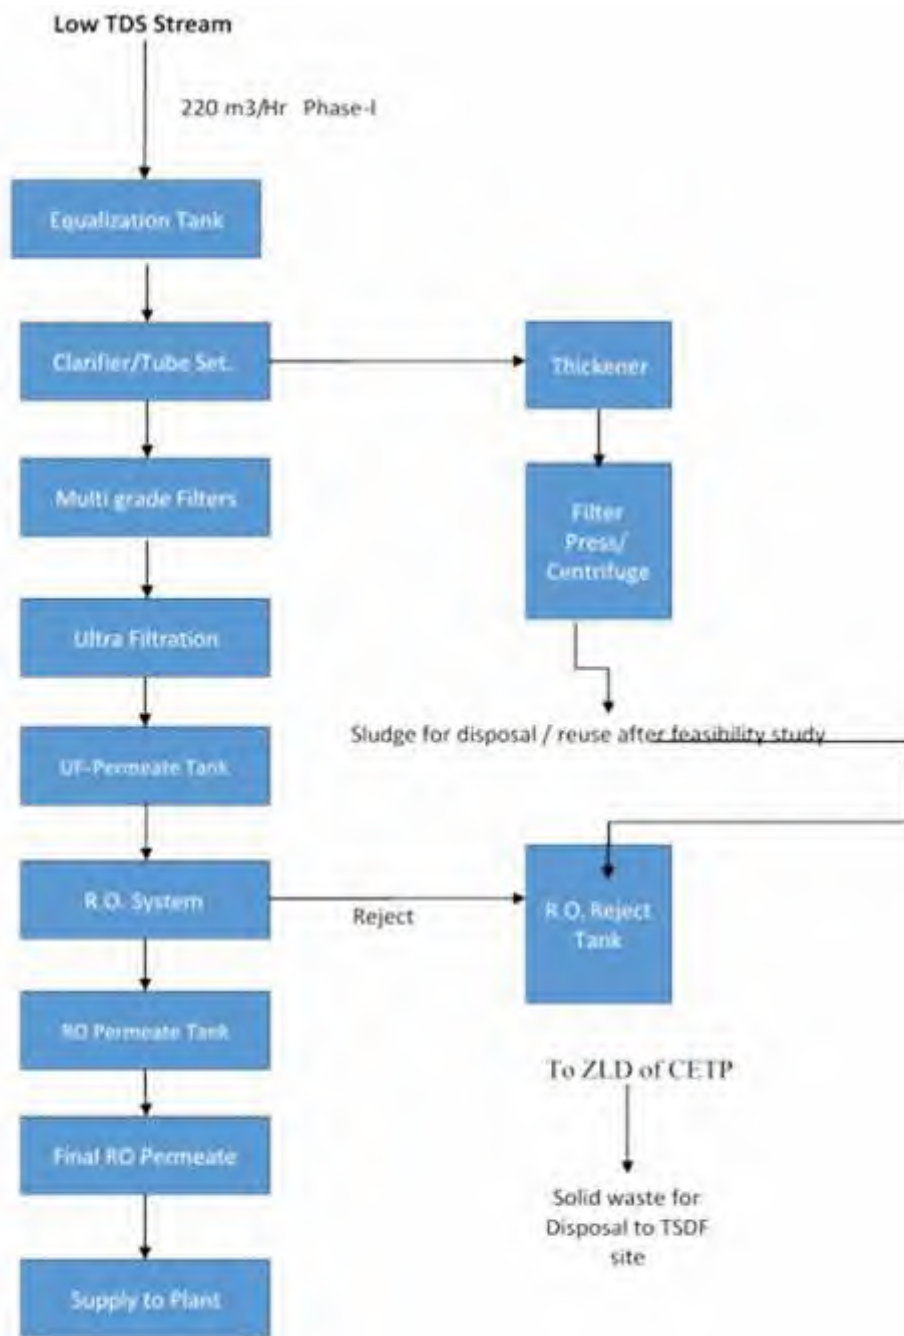 Low TDS Stream
220 m3/Hr Phase-I
Equalization Tank
Clarifier/Tube Set.
Thickener
Multi grade Filters
Filter
Press/
Centrifuge
Ultra Filtration
Sludge for disposal / reuse after feasibility study
UF-Permeate Tank
R.O. System
Reject
R.O. Reject
Tank
RO Permeate Tank
To ZLD of CETP
Final RO Permeate
Solid waste for
Disposal to TSDF
site
Supply to Plant